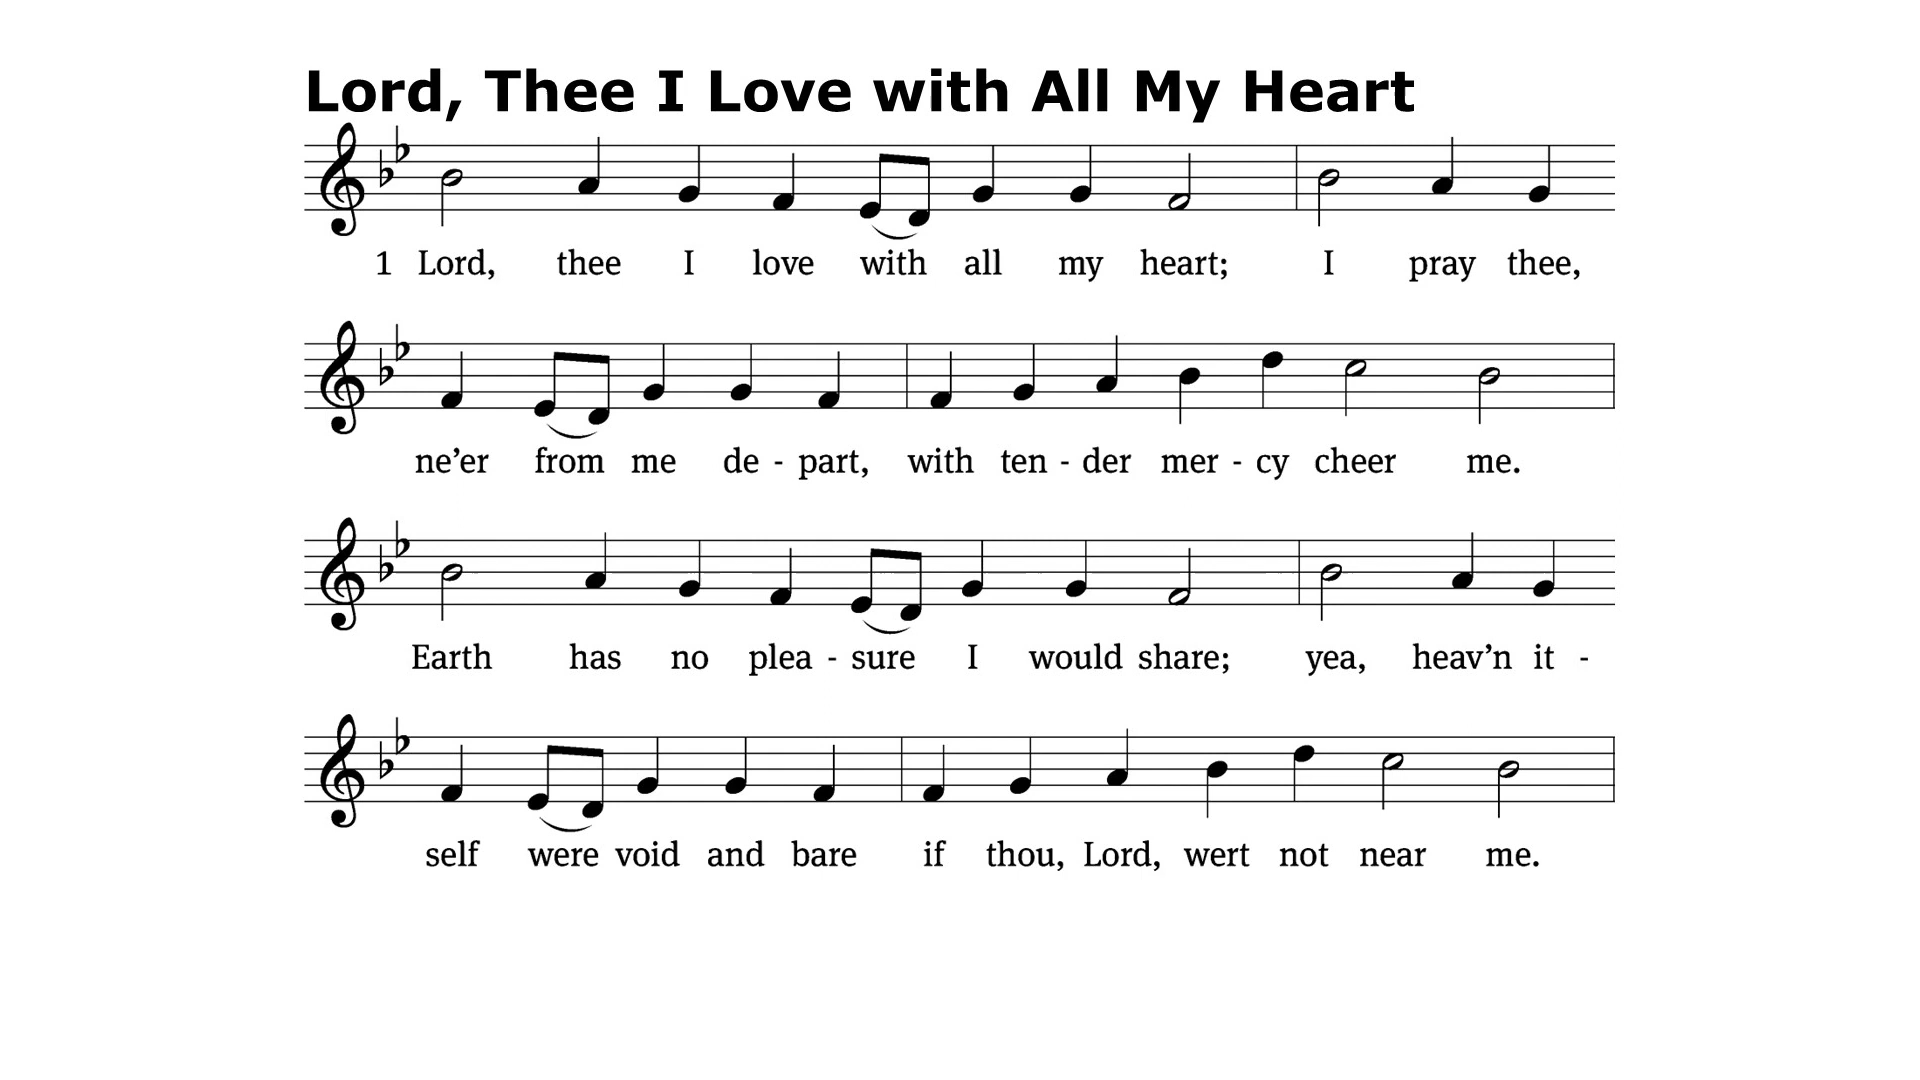 Lord, Thee I Love with All My Heart
1 Lord, thee I love with all my heart; I pray thee,
ne’er from me de - part, with ten - der mer - cy cheer me.
Earth has no plea - sure I would share; yea, heav’n it -
self were void and bare if thou, Lord, wert not near me.